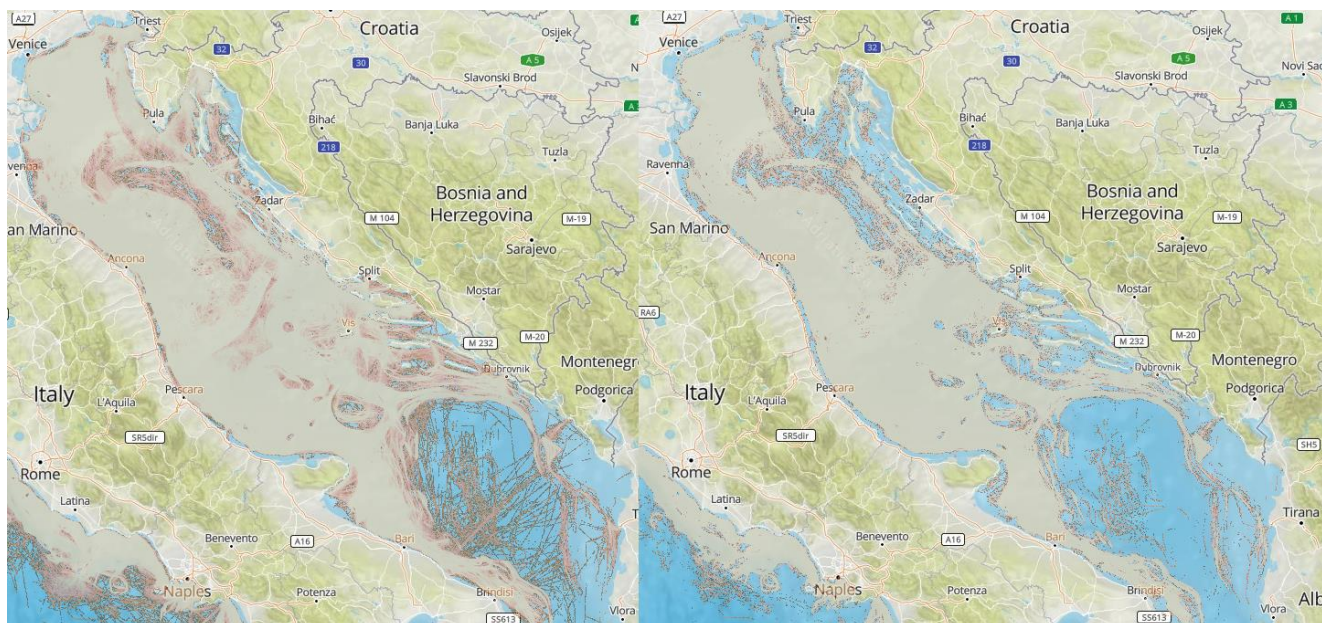 A27
Triest
Croatia
Osijek
Venice
32
30
A 5
Slavonski Brod
Pula
Bihać
Banja Luka
A 3
218
Tuzla
Bosnia and
Herzegovina
Zadar
M 104
M-19
an Marino
Sarajevo
Ancona
Split
Mostar
Vis
M-20
M 232
Montenegro
Dubrovnik
Podgorica
Pescara
Italy
L'Aquila
SR5dir
Rome
Latina
A16
Bari
Benevento
Naples
Potenza
Brindisi
SS613
Vlora
A27
Triest
Croatia
A 1
Osijek
Venice
32
30
A 5
Slavonski Brod
Novi Sad
Pula
Bihać
Banja Luka
A 3
218
Tuzla
Ravenna
Bosnia and
Herzegovina
Zadar
M 104
M-19
San Marino
Sarajevo
Ancona
Split
Mostar
RA6
Vis
M-20
M 232
Montenegro
Dubrovnik
Podgorica
Pescara
Italy
L'Aquila
SR5dir
SH5
Rome
Latina
Tirana
A16
Bari
Benevento
Naples
Potenza
Brindisi
SS613
Vlora
Alb